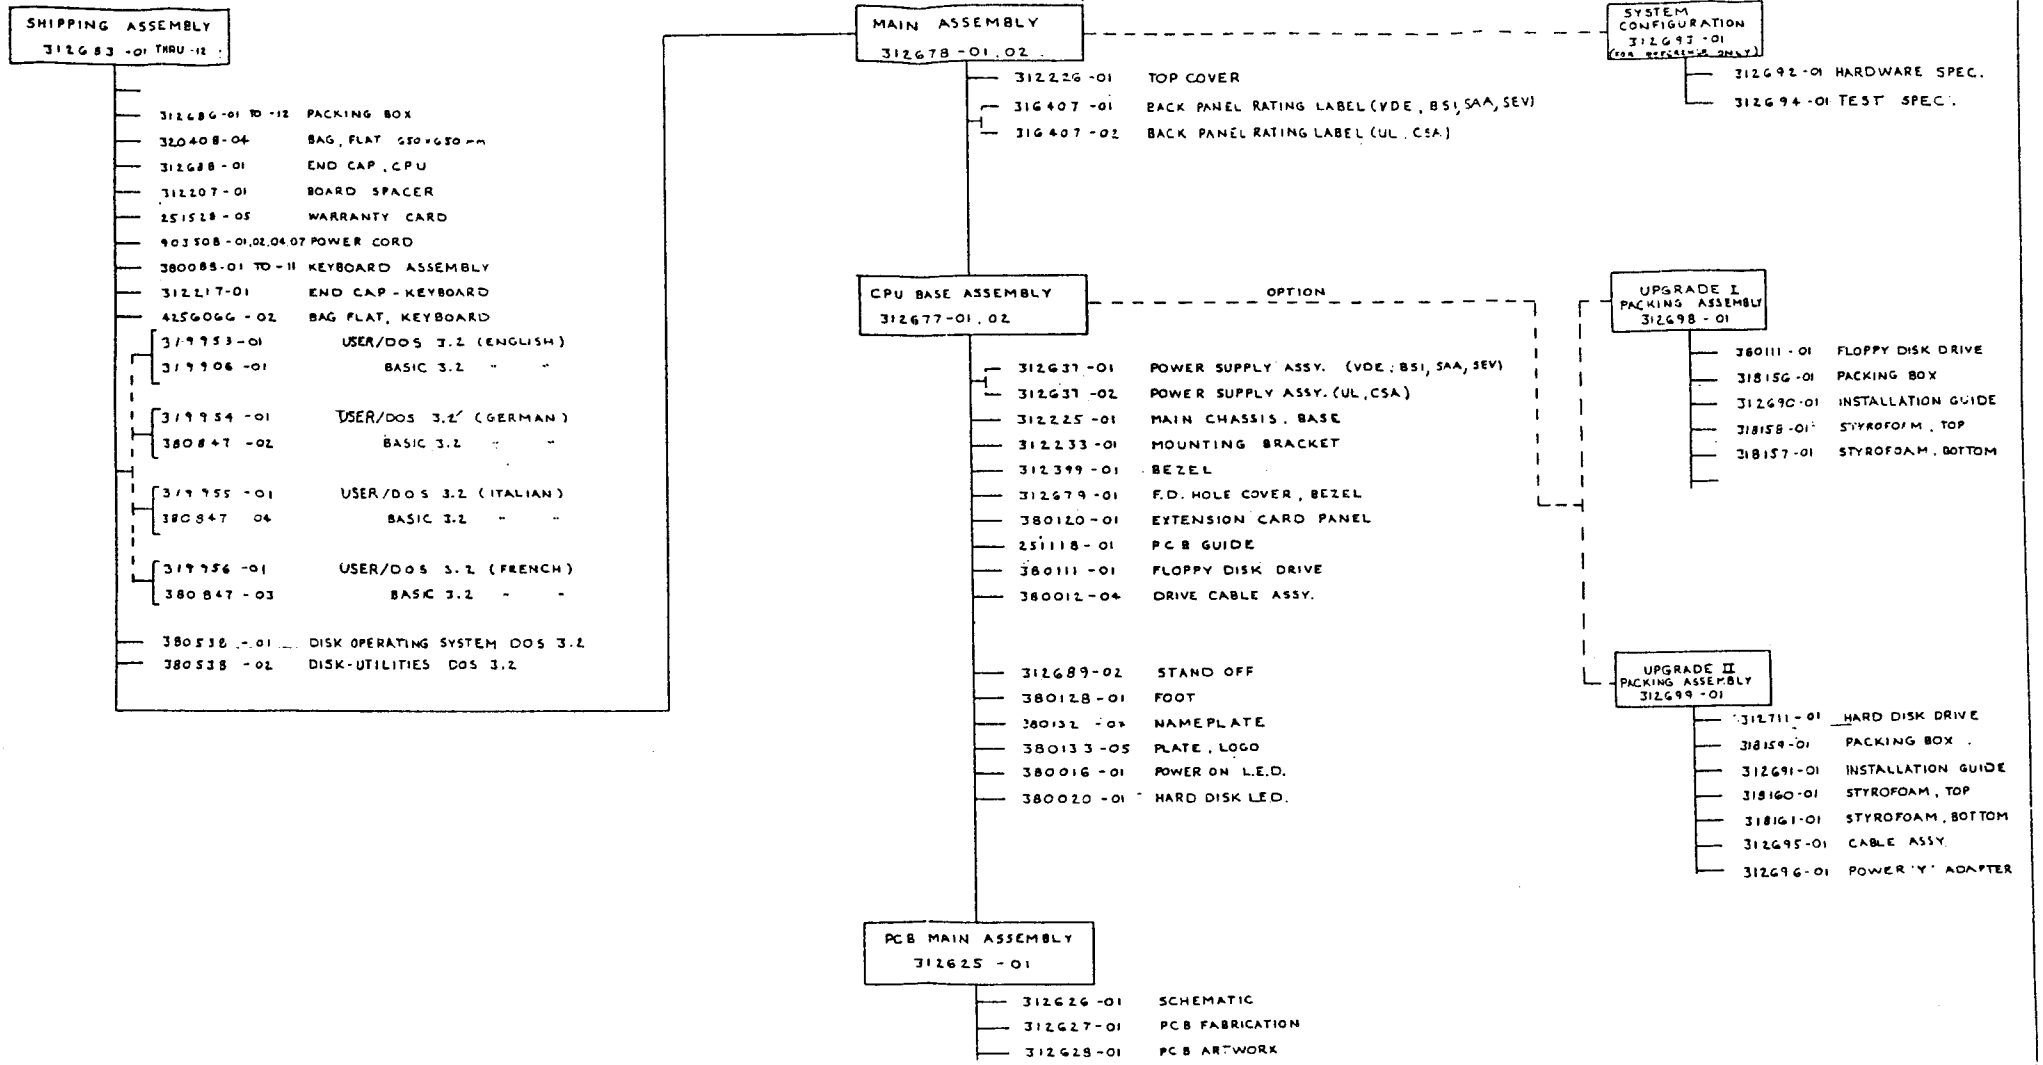 SHIPPING ASSEMBLY
312683 -01 THRU -12
312686-01 TO -12 PACKING BOX
320408-04 BAG, FLAT 650×650 mm
312688-01 END CAP, CPU
312207-01 BOARD SPACER
251528-05 WARRANTY CARD
903508-01,02,04,07 POWER CORD
380085-01 TO -11 KEYBOARD ASSEMBLY
312217-01 END CAP - KEYBOARD
4256066-02 BAG FLAT, KEYBOARD
319953-01 USER/DOS 3.2 (ENGLISH)
319906-01 BASIC 3.2 " "
319954-01 USER/DOS 3.2 (GERMAN)
380847-02 BASIC 3.2 " "
319955-01 USER/DOS 3.2 (ITALIAN)
380847 04 BASIC 3.2 " "
319956-01 USER/DOS 3.2 (FRENCH)
380847-03 BASIC 3.2 " "
380538-01 DISK OPERATING SYSTEM DOS 3.2
380538-02 DISK-UTILITIES DOS 3.2
MAIN ASSEMBLY
312678-01,02
312226-01 TOP COVER
316407-01 BACK PANEL RATING LABEL (VDE, BSI, SAA, SEV)
316407-02 BACK PANEL RATING LABEL (UL, CSA)
CPU BASE ASSEMBLY
312677-01,02
OPTION
312637-01 POWER SUPPLY ASSY. (VDE, BSI, SAA, SEV)
312637-02 POWER SUPPLY ASSY. (UL, CSA)
312225-01 MAIN CHASSIS, BASE
312233-01 MOUNTING BRACKET
312399-01 BEZEL
312679-01 F.D. HOLE COVER, BEZEL
380120-01 EXTENSION CARD PANEL
251118-01 PCB GUIDE
380111-01 FLOPPY DISK DRIVE
380012-04 DRIVE CABLE ASSY.
312689-02 STAND OFF
380128-01 FOOT
380132 NAMEPLATE
380133-05 PLATE, LOGO
380016-01 POWER ON L.E.D.
380020-01 HARD DISK LED.
PCB MAIN ASSEMBLY
312625-01
312626-01 SCHEMATIC
312627-01 PCB FABRICATION
312628-01 PCB ARTWORK
SYSTEM
CONFIGURATION
312693-01
(FOR REFERENCE ONLY)
312692-01 HARDWARE SPEC.
312694-01 TEST SPEC.
UPGRADE I
PACKING ASSEMBLY
312698-01
380111-01 FLOPPY DISK DRIVE
318156-01 PACKING BOX
312690-01 INSTALLATION GUIDE
318158-01 STYROFOAM, TOP
318157-01 STYROFOAM, BOTTOM
UPGRADE II
PACKING ASSEMBLY
312699-01
312711-01 HARD DISK DRIVE
318159-01 PACKING BOX
312691-01 INSTALLATION GUIDE
318160-01 STYROFOAM, TOP
318161-01 STYROFOAM, BOTTOM
312695-01 CABLE ASSY
312696-01 POWER "Y" ADAPTER